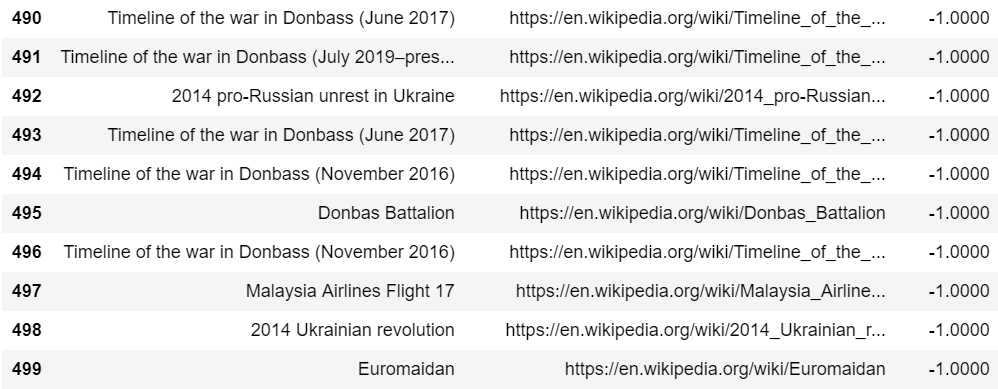 490 Timeline of the war in Donbass (June 2017) https://en.wikipedia.org/wiki/Timeline_of_the_... -1.0000
491 Timeline of the war in Donbass (July 2019–pres... https://en.wikipedia.org/wiki/Timeline_of_the_... -1.0000
492 2014 pro-Russian unrest in Ukraine https://en.wikipedia.org/wiki/2014_pro-Russian... -1.0000
493 Timeline of the war in Donbass (June 2017) https://en.wikipedia.org/wiki/Timeline_of_the_... -1.0000
494 Timeline of the war in Donbass (November 2016) https://en.wikipedia.org/wiki/Timeline_of_the_... -1.0000
495 Donbas Battalion https://en.wikipedia.org/wiki/Donbas_Battalion -1.0000
496 Timeline of the war in Donbass (November 2016) https://en.wikipedia.org/wiki/Timeline_of_the_... -1.0000
497 Malaysia Airlines Flight 17 https://en.wikipedia.org/wiki/Malaysia_Airline... -1.0000
498 2014 Ukrainian revolution https://en.wikipedia.org/wiki/2014_Ukrainian_r... -1.0000
499 Euromaidan https://en.wikipedia.org/wiki/Euromaidan -1.0000